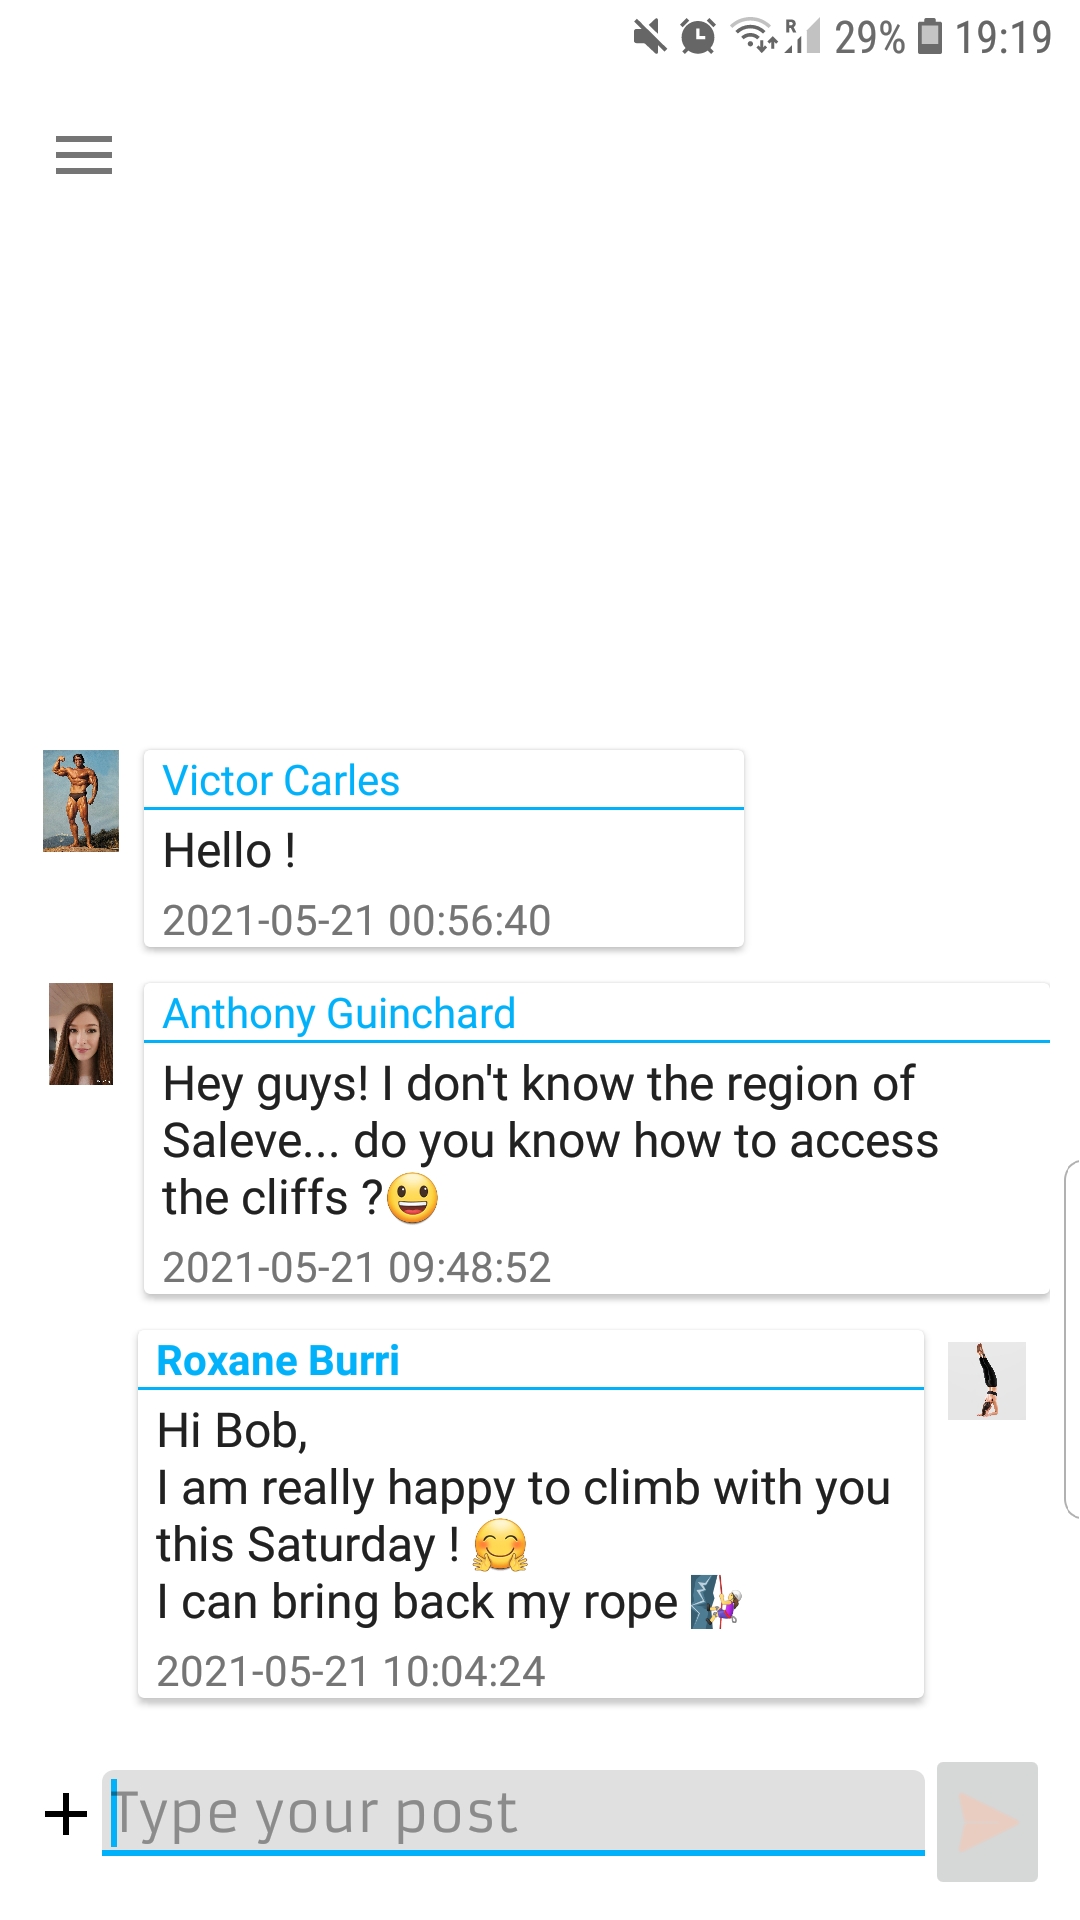 R 29% 19:19
Victor Carles
Hello !
2021-05-21 00:56:40
Anthony Guinchard
Hey guys! I don't know the region of
Saleve... do you know how to access
the cliffs ?😃
2021-05-21 09:48:52
Roxane Burri
Hi Bob,
I am really happy to climb with you
this Saturday ! 🤗
I can bring back my rope 🧗‍♀️
2021-05-21 10:04:24
Type your post